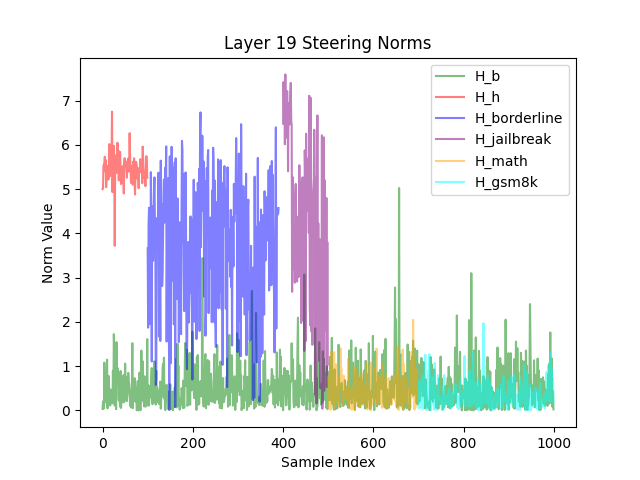 Layer 19 Steering Norms
H_b
H_h
H_borderline
H_jailbreak
H_math
H_gsm8k
Norm Value
7
6
5
4
3
2
1
0
0
200
400
600
800
1000
Sample Index